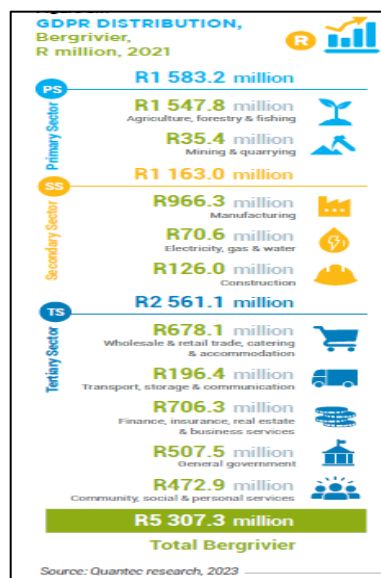 GDPR DISTRIBUTION,
Bergrivier,
R million, 2021
R
R1 583.2 million
PS
Primary Sector
R1 547.8 million
Agriculture, forestry & fishing
R35.4 million
Mining & quarrying
R1 163.0 million
SS
Secondary Sector
R966.3 million
Manufacturing
R70.6 million
Electricity, gas & water
R126.0 million
Construction
R2 561.1 million
TS
Tertiary Sector
R678.1 million
Wholesale & retail trade, catering
& accommodation
R196.4 million
Transport, storage & communication
R706.3 million
Finance, insurance, real estate
& business services
R507.5 million
General government
R472.9 million
Community, social & personal services
R5 307.3 million
Total Bergrivier
Source: Quantec research, 2023